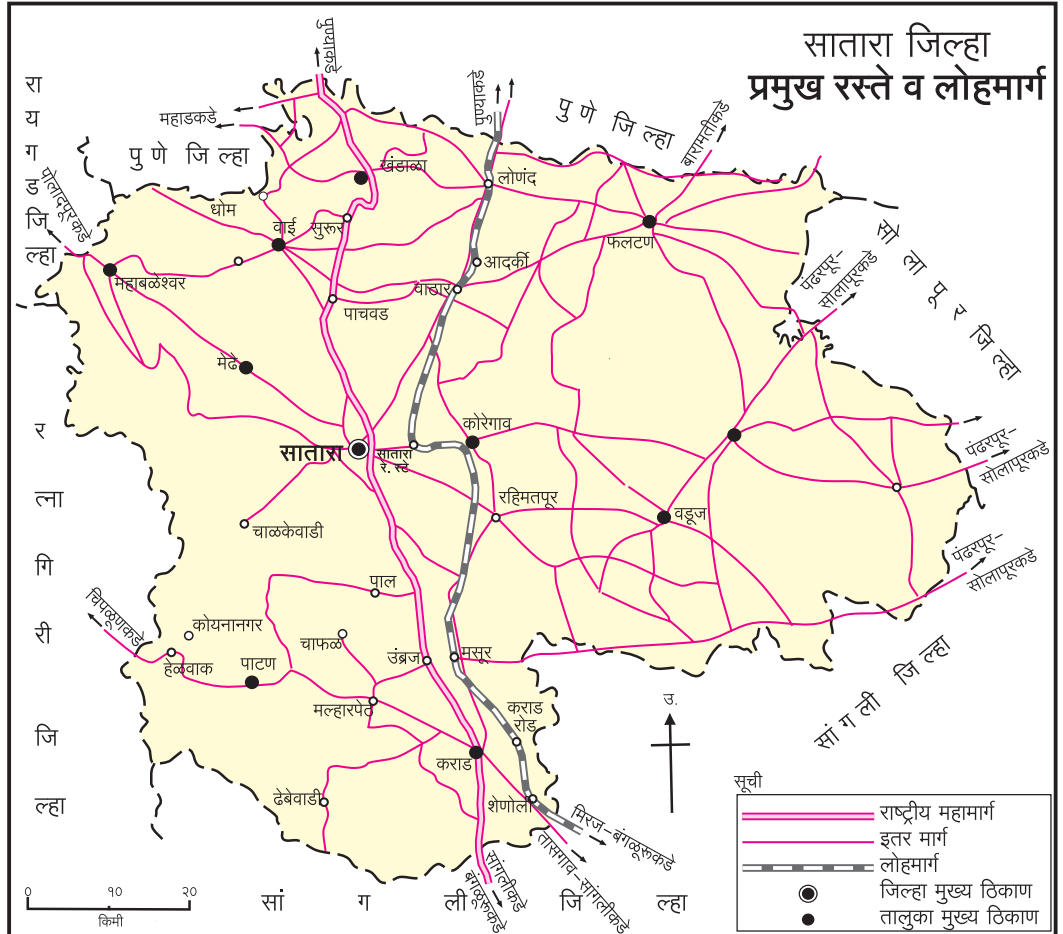 सातारा जिल्हा
प्रमुख रस्ते व लोहमार्ग
पुण्याकडे
पुण्याकडे
महाडकडे
पुणे जिल्हा
पुणे जिल्हा
बारामतीकडे
रायगड जिल्हा
पोलादपूरकडे
खंडाळा
लोणंद
धोम
वाई
सुरूर
फलटण
आदर्की
महाबळेश्वर
वाठार
पाचवड
पंढरपूर–
सोलापूरकडे
सोलापूर जिल्हा
मेढे
कोरेगाव
सातारा
सातारा
रे. स्टे
पंढरपूर–
सोलापूरकडे
रहिमतपूर
वडूज
चाळकेवाडी
रत्नागिरी जिल्हा
पंढरपूर–
सोलापूरकडे
पाल
चिपळूणकडे
कोयनानगर
चाफळ
हेळवाक
पाटण
उंब्रज
मसूर
मल्हारपेठ
कराड
रोड
कराड
सांगली जिल्हा
उ.
ढेबेवाडी
शेणोली
मिरज–बंगळूरूकडे
तासगाव–सांगलीकडे
सांगलीकडे
बंगळूरूकडे
सांगली जिल्हा
० १० २०
किमी
सूची
राष्ट्रीय महामार्ग
इतर मार्ग
लोहमार्ग
जिल्हा मुख्य ठिकाण
तालुका मुख्य ठिकाण